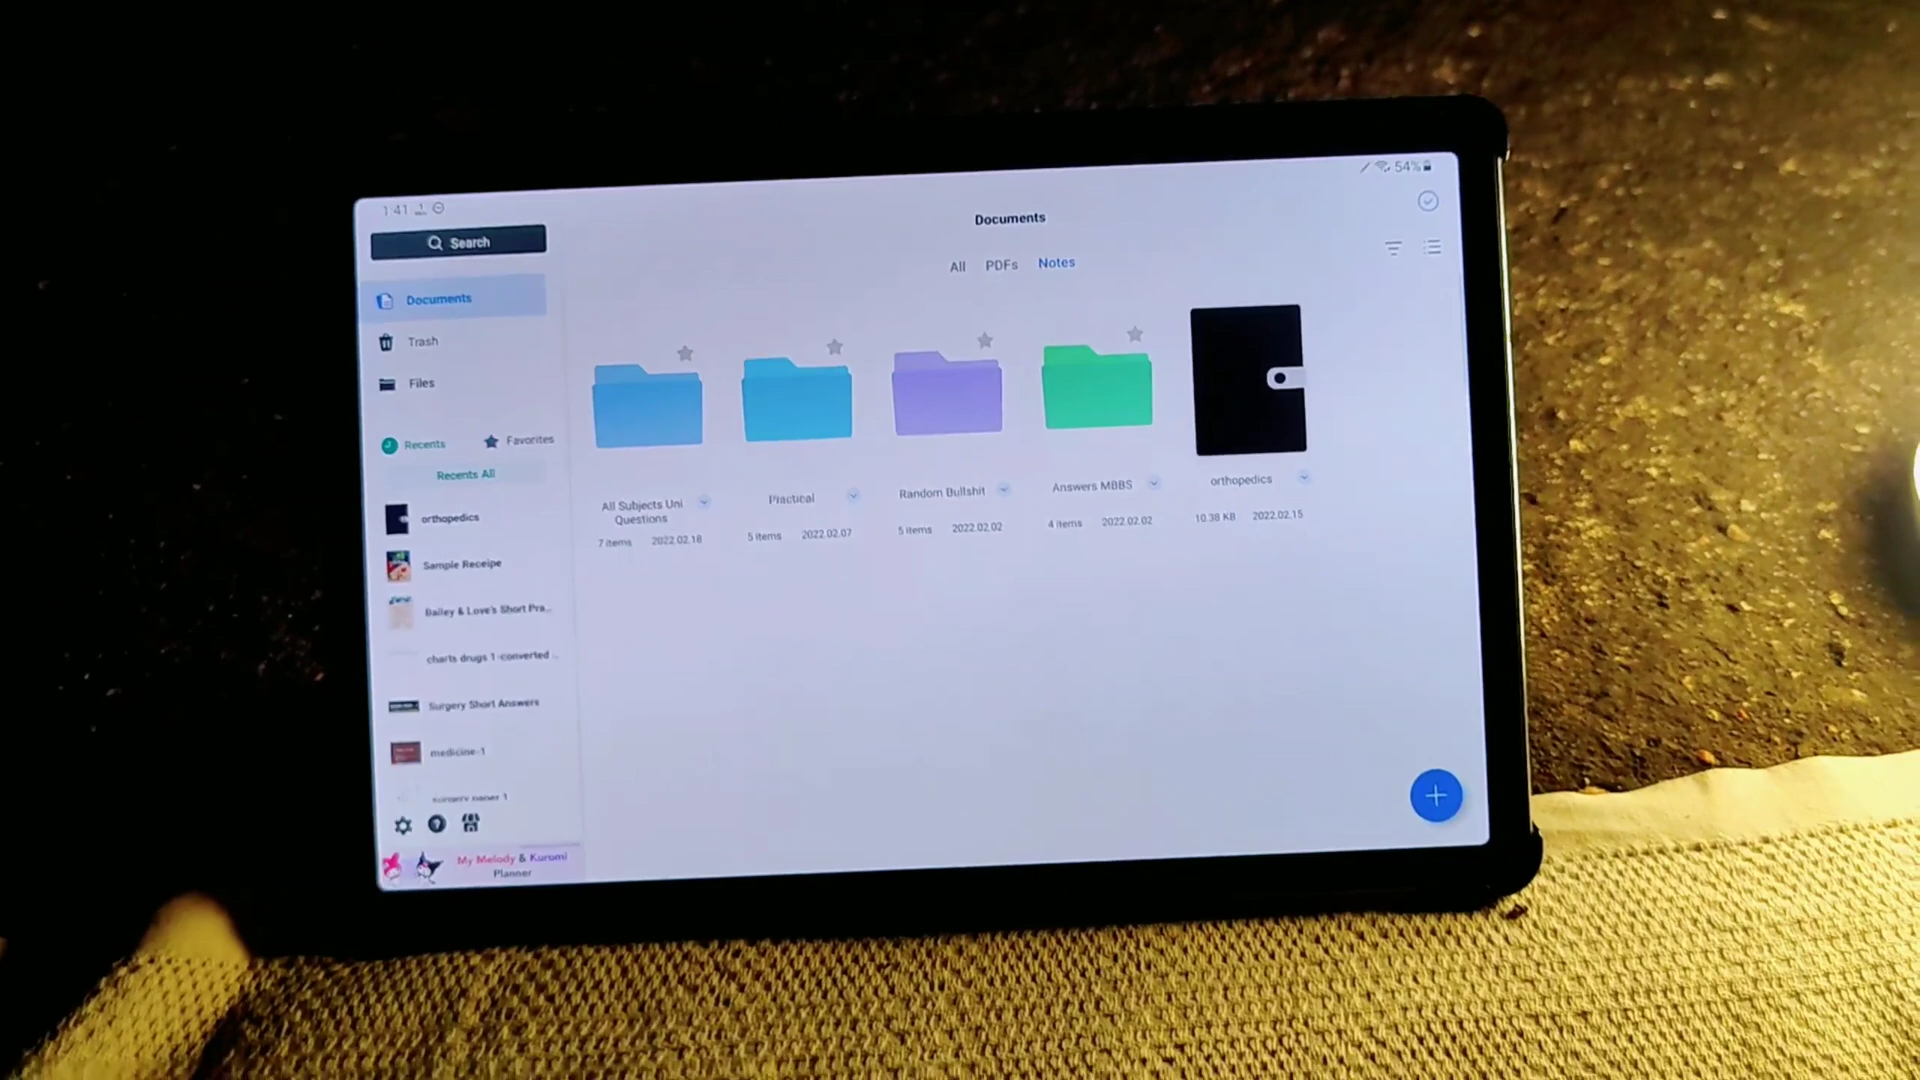 1:41
54%
Search
Documents
Trash
Files
Recents
Favorites
Recents All
orthopedics
Sample Receipe
Bailey & Love's Short Pra...
charts drugs 1-converted ...
Surgery Short Answers
medicine-1
surgery paper 1
My Melody & Kuromi
Planner
Documents
All PDFs Notes
All Subjects Uni
Questions
7 items 2022.02.18
Practical
5 items 2022.02.07
Random Bullshit
5 items 2022.02.02
Answers MBBS
4 items 2022.02.02
orthopedics
10.38 KB 2022.02.15